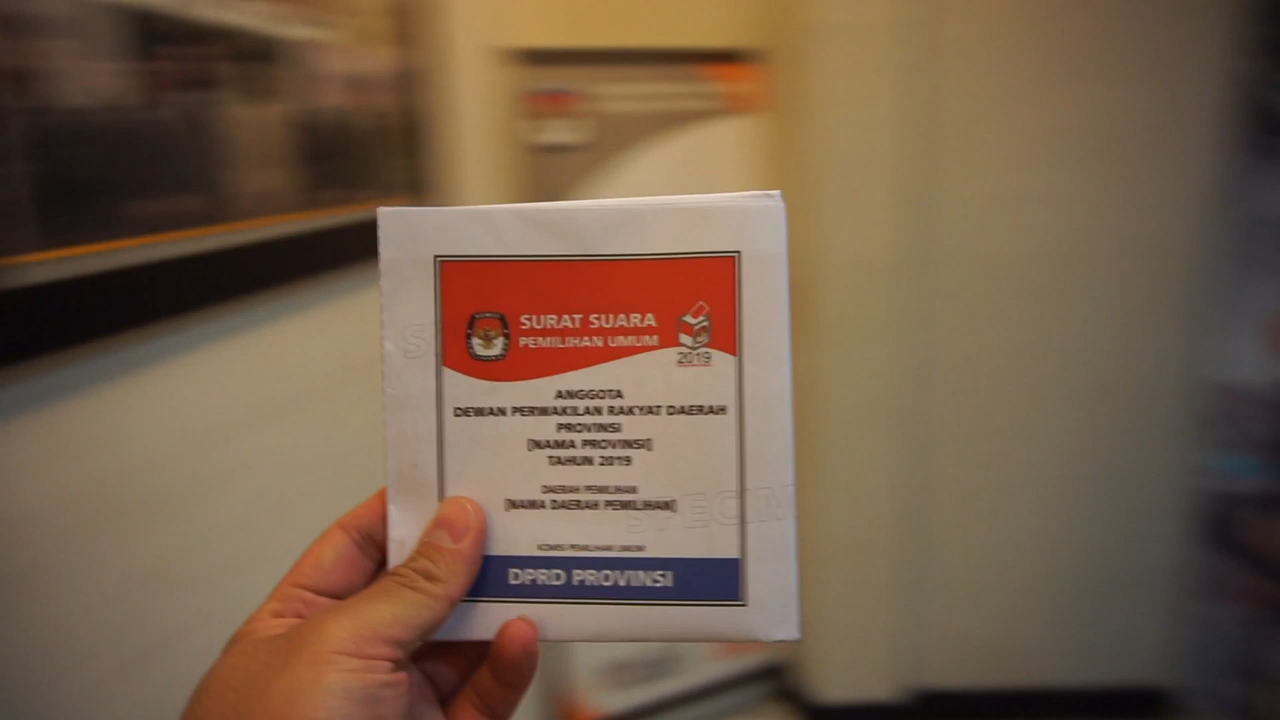 SURAT SUARA
PEMILIHAN UMUM
2019
ANGGOTA
DEWAN PERWAKILAN RAKYAT DAERAH
PROVINSI
[NAMA PROVINSI]
TAHUN 2019
DAERAH PEMILIHAN
[NAMA DAERAH PEMILIHAN]
SPECIM
KOMISI PEMILIHAN UMUM
DPRD PROVINSI